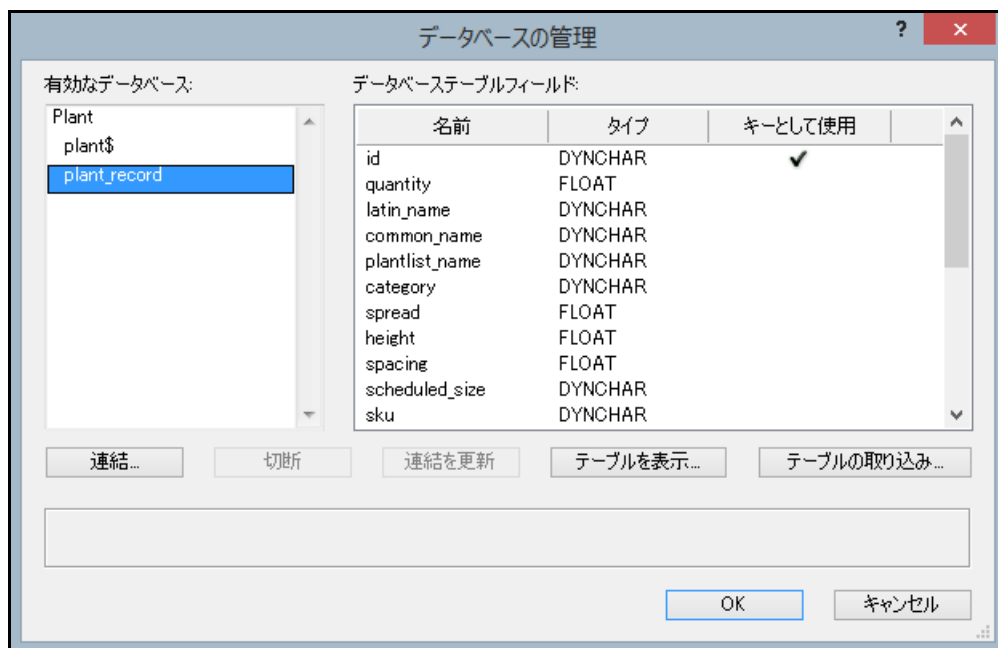 データベースの管理 ? ×
有効なデータベース:
Plant
plant$
plant_record
データベーステーブルフィールド:
名前 タイプ キーとして使用
id DYNCHAR ✓
quantity FLOAT
latin_name DYNCHAR
common_name DYNCHAR
plantlist_name DYNCHAR
category DYNCHAR
spread FLOAT
height FLOAT
spacing FLOAT
scheduled_size DYNCHAR
sku DYNCHAR
連結... 切断 連結を更新 テーブルを表示... テーブルの取り込み...
OK キャンセル